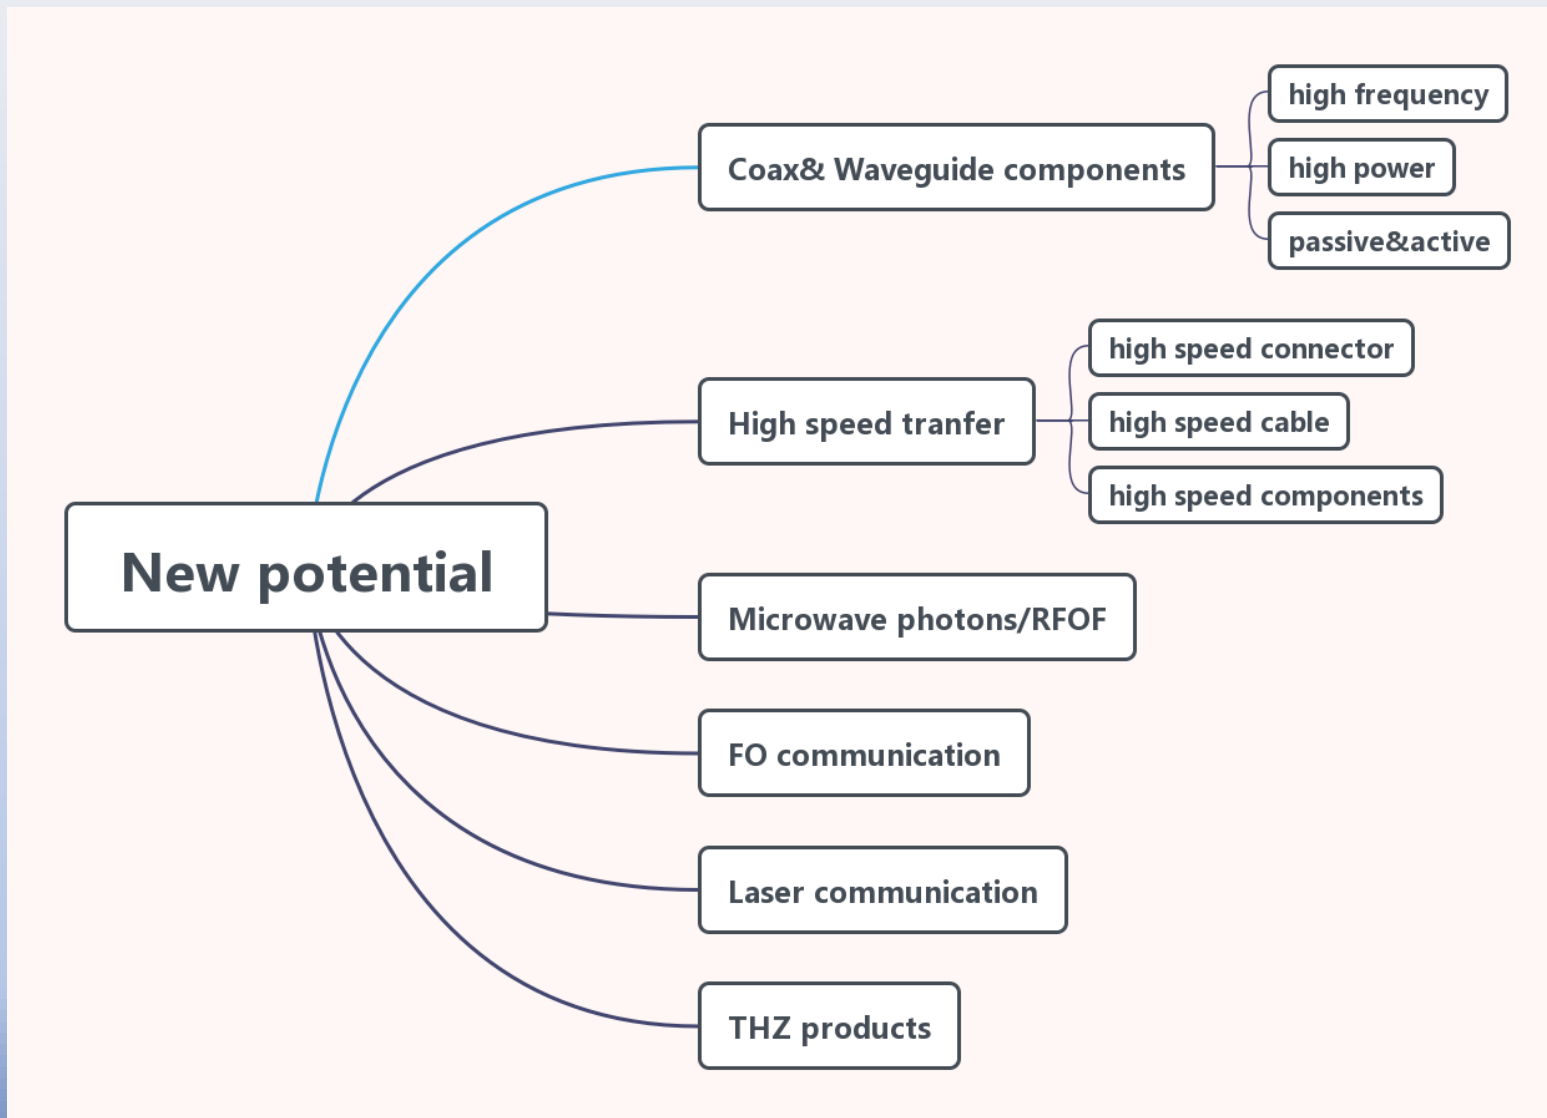 New potential
Coax& Waveguide components
high frequency
high power
passive&active
High speed tranfer
high speed connector
high speed cable
high speed components
Microwave photons/RFOF
FO communication
Laser communication
THZ products